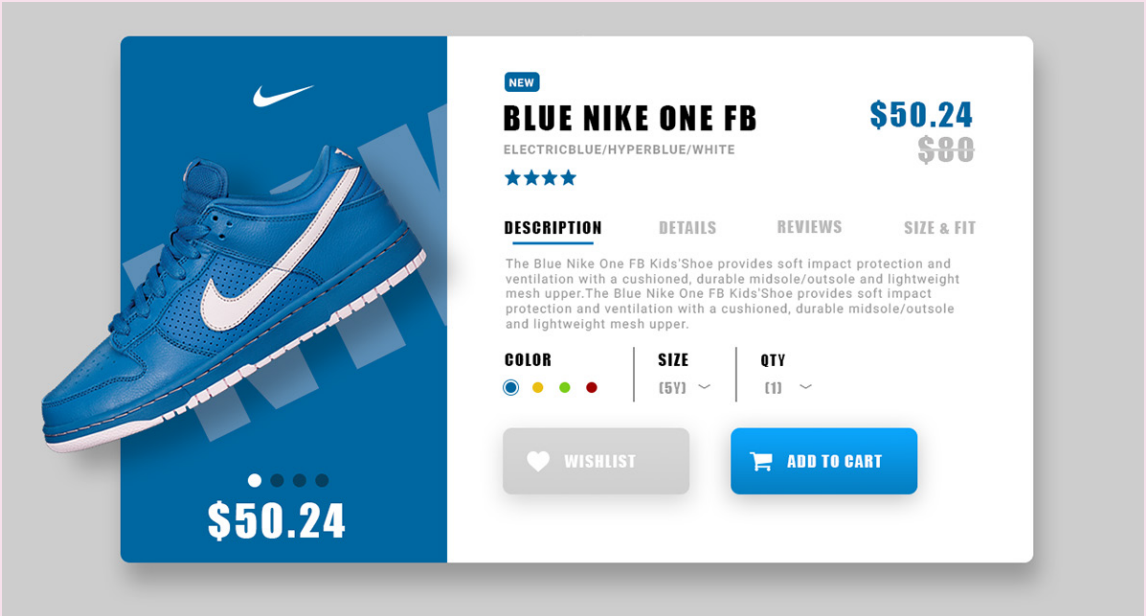 NEW
BLUE NIKE ONE FB
$50.24
$80
ELECTRICBLUE/HYPERBLUE/WHITE
DESCRIPTION
DETAILS
REVIEWS
SIZE & FIT
The Blue Nike One FB Kids'Shoe provides soft impact protection and
ventilation with a cushioned, durable midsole/outsole and lightweight
mesh upper.The Blue Nike One FB Kids'Shoe provides soft impact
protection and ventilation with a cushioned, durable midsole/outsole
and lightweight mesh upper.
COLOR
SIZE
QTY
(5Y)
(1)
WISHLIST
ADD TO CART
$50.24